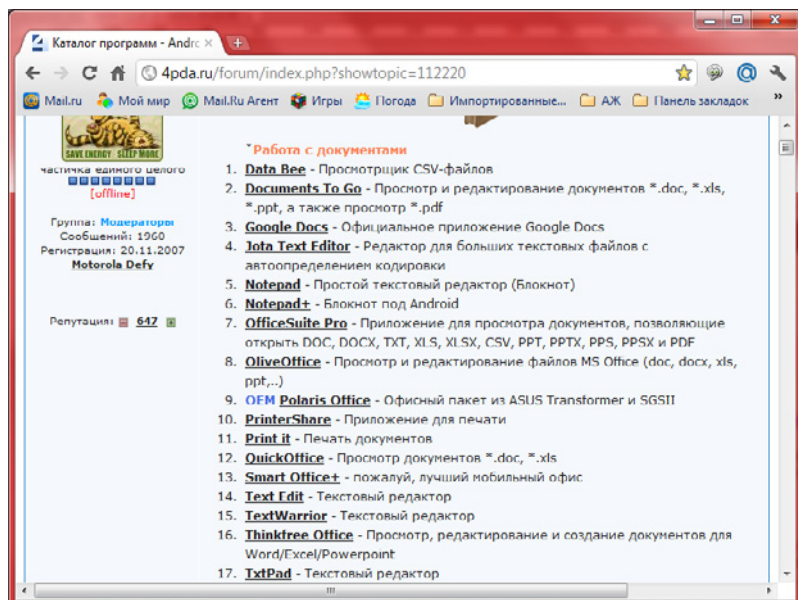 Каталог программ - Andro
4pda.ru/forum/index.php?showtopic=112220
Mail.ru Мой мир Mail.Ru Агент Игры Погода Импортированные... АЖ Панель закладок »
SAVE ENERGY - SLEEP MORE
частичка единого целого
[offline]
Группа: Модераторы
Сообщений: 1960
Регистрация: 20.11.2007
Motorola Defy
Репутация: 647
Работа с документами
1. Data Bee - Просмотрщик CSV-файлов
2. Documents To Go - Просмотр и редактирование документов *.doc, *.xls,
*.ppt, а также просмотр *.pdf
3. Google Docs - Официальное приложение Google Docs
4. Jota Text Editor - Редактор для больших текстовых файлов с
автоопределением кодировки
5. Notepad - Простой текстовый редактор (Блокнот)
6. Notepad+ - Блокнот под Android
7. OfficeSuite Pro - Приложение для просмотра документов, позволяющие
открыть DOC, DOCX, TXT, XLS, XLSX, CSV, PPT, PPTX, PPS, PPSX и PDF
8. OliveOffice - Просмотр и редактирование файлов MS Office (doc, docx, xls,
ppt,..)
9. OEM Polaris Office - Офисный пакет из ASUS Transformer и SGSII
10. PrinterShare - Приложение для печати
11. Print it - Печать документов
12. QuickOffice - Просмотр документов *.doc, *.xls
13. Smart Office+ - пожалуй, лучший мобильный офис
14. Text Edit - Текстовый редактор
15. TextWarrior - Текстовый редактор
16. Thinkfree Office - Просмотр, редактирование и создание документов для
Word/Excel/Powerpoint
17. TxtPad - Текстовый редактор